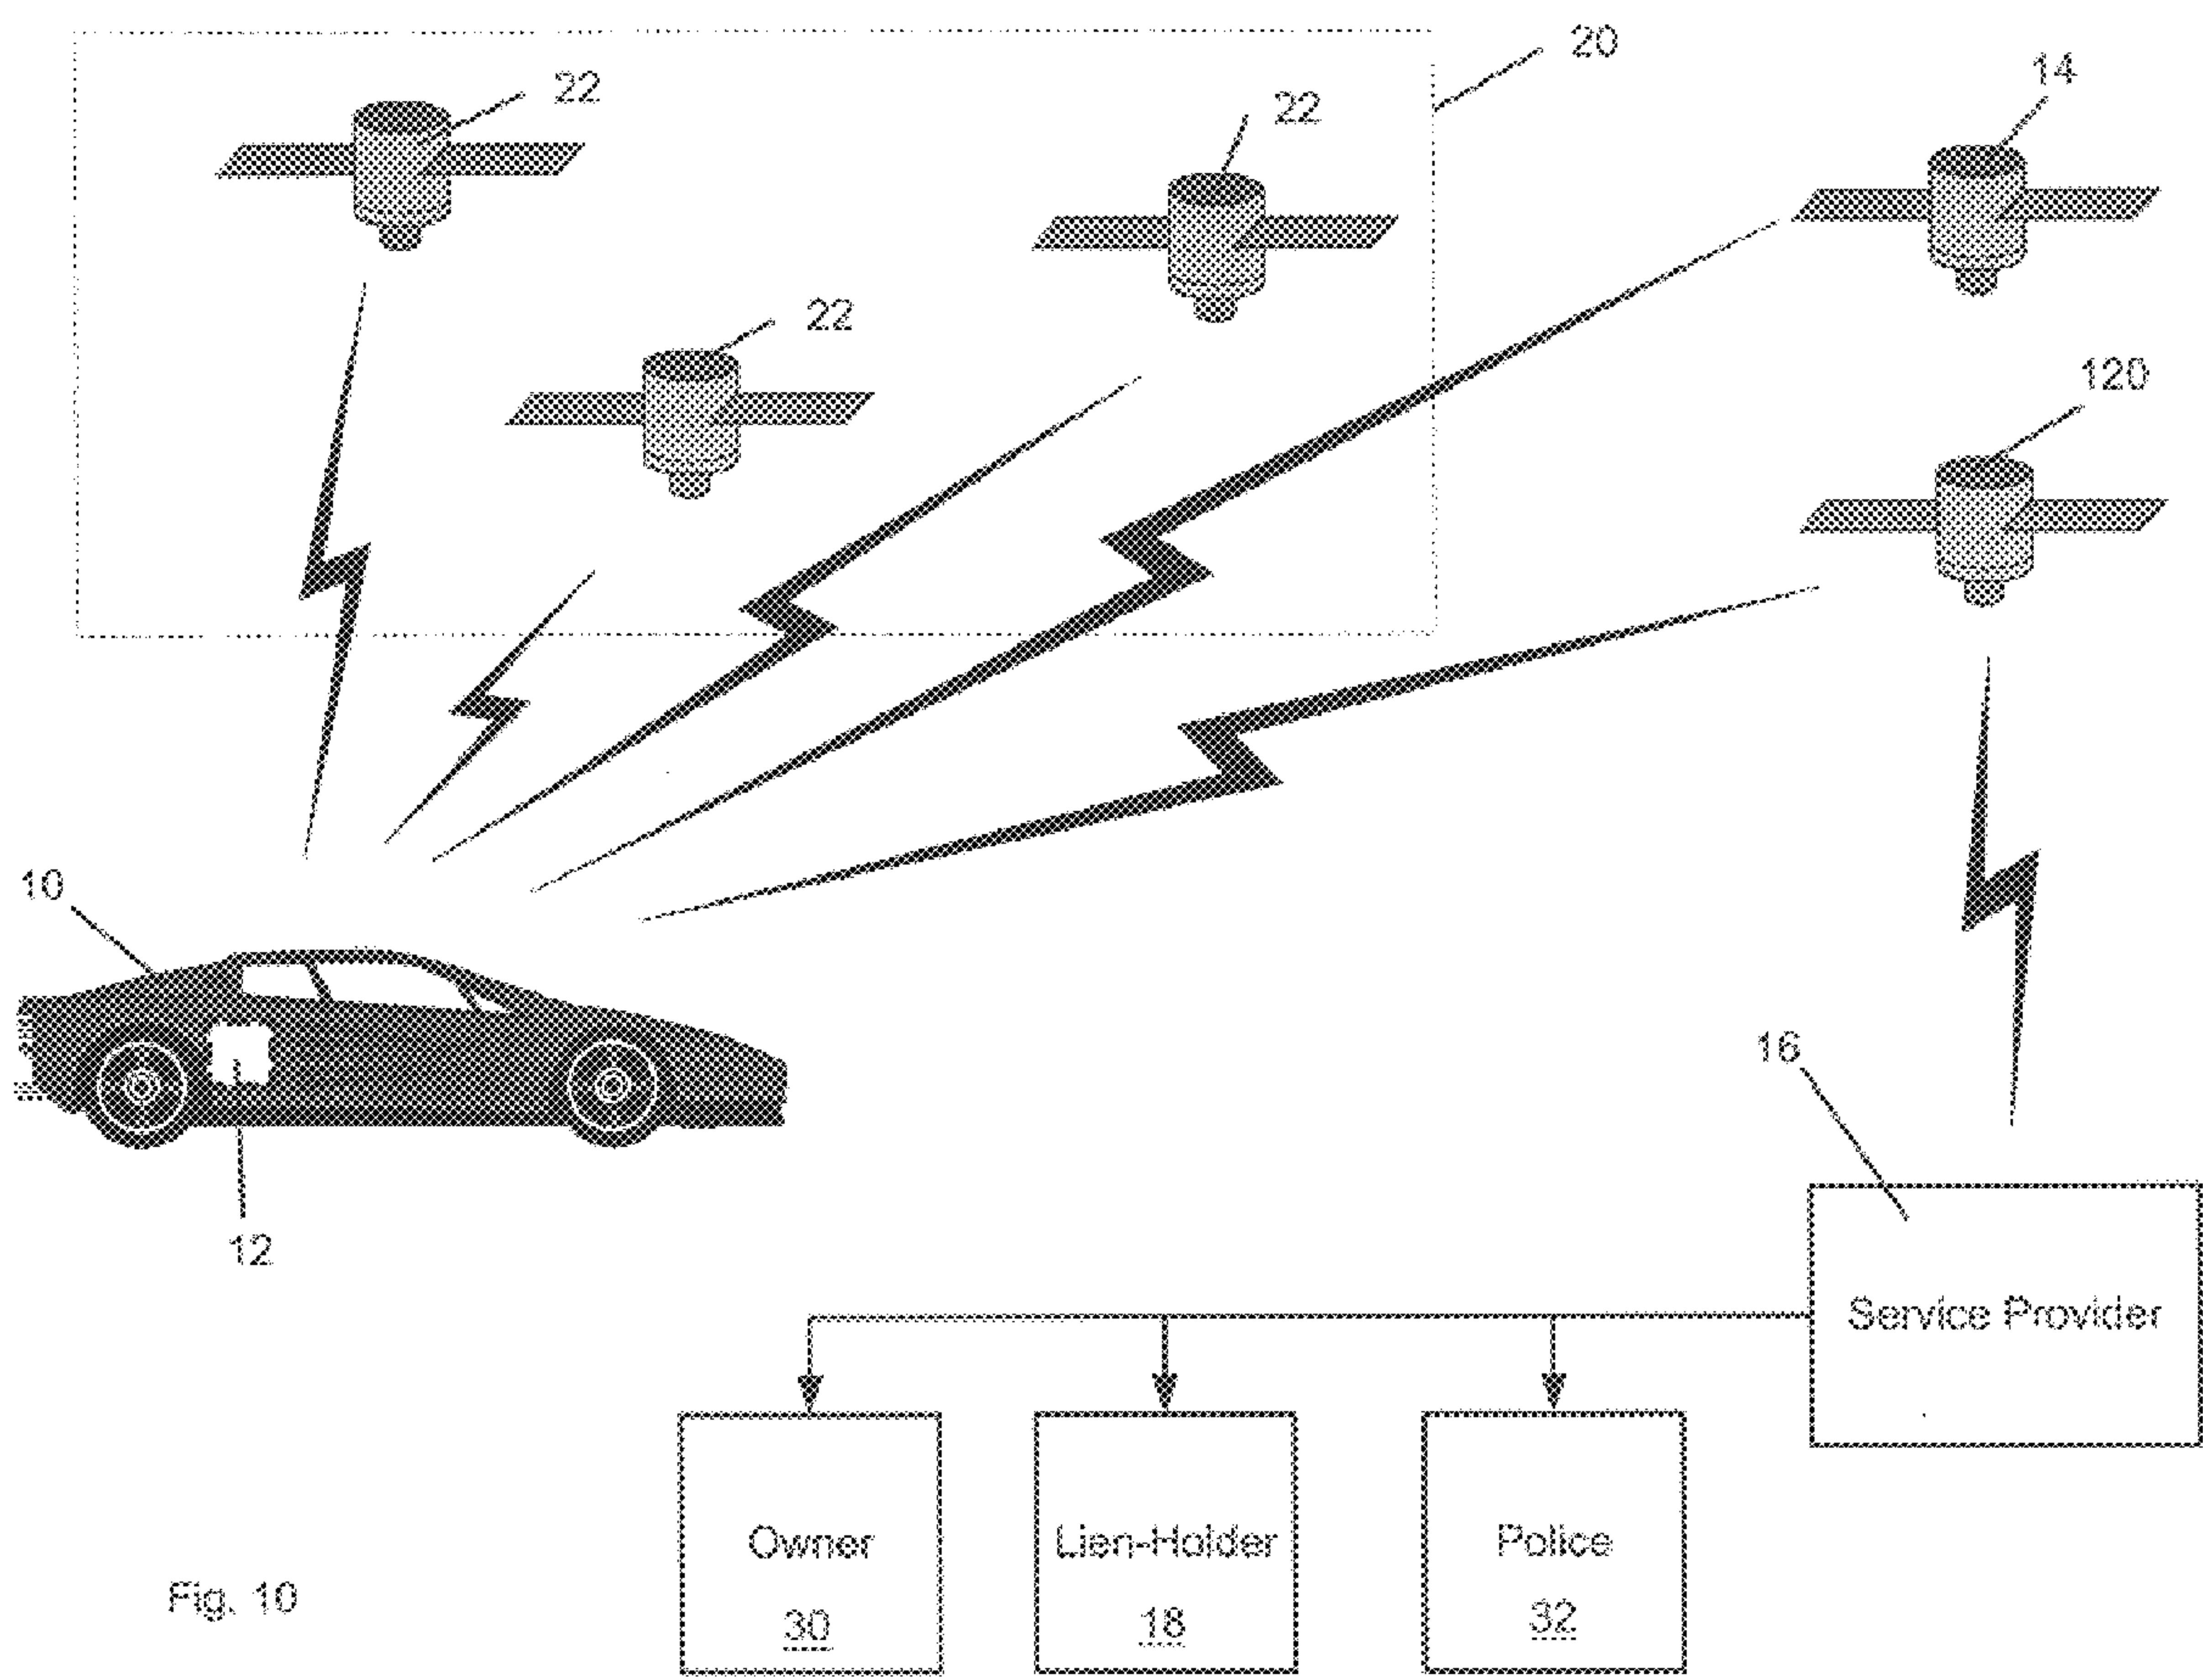 20
22
14
22
22
120
10
16
12
Service Provider
Owner
Lien-Holder
Police
30
18
32
Fig. 10